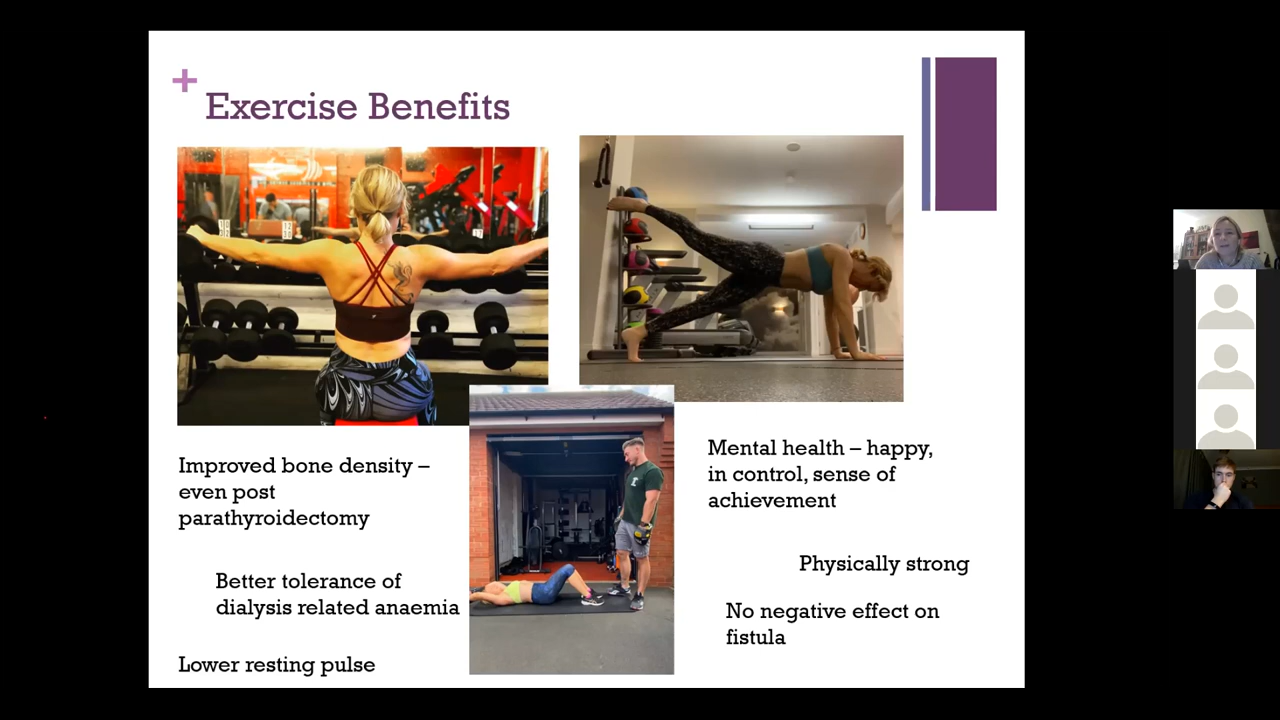 +
Exercise Benefits
Improved bone density –
even post
parathyroidectomy
Better tolerance of
dialysis related anaemia
Lower resting pulse
Mental health – happy,
in control, sense of
achievement
Physically strong
No negative effect on
fistula